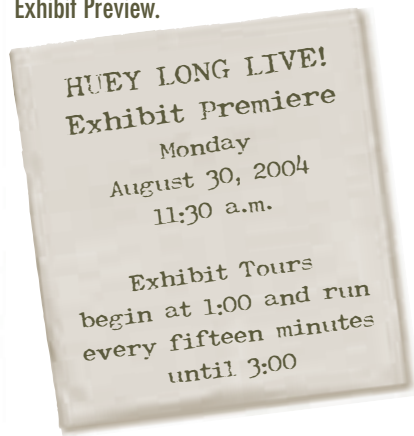 Exhibit Preview.
HUEY LONG LIVE!
Exhibit Premiere
Monday
August 30, 2004
11:30 a.m.
Exhibit Tours
begin at 1:00 and run
every fifteen minutes
until 3:00